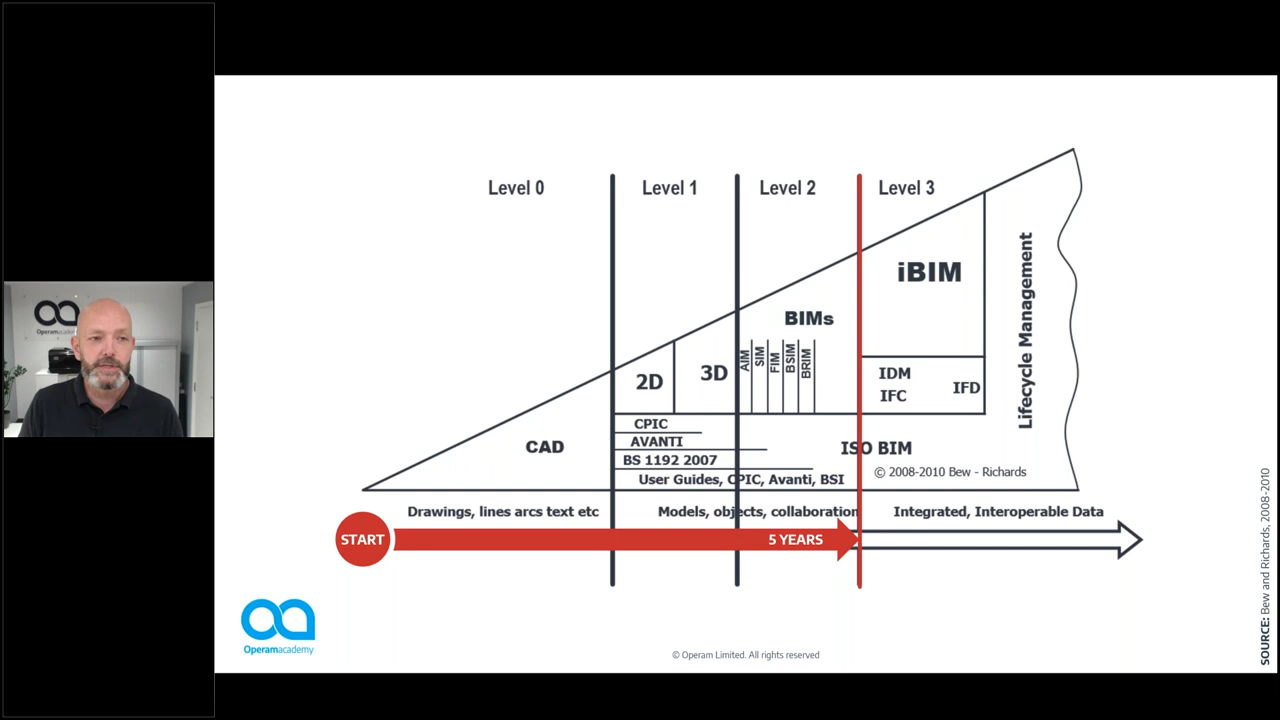 Level 0
Level 1
Level 2
Level 3
iBIM
BIMs
AIM
SIM
FIM
BSIM
BRIM
2D
3D
IDM
IFC
IFD
Lifecycle Management
CAD
CPIC
AVANTI
BS 1192 2007
User Guides, CPIC, Avanti, BSI
ISO BIM
© 2008-2010 Bew - Richards
Drawings, lines arcs text etc
Models, objects, collaboration
Integrated, Interoperable Data
START
5 YEARS
Operamacademy
© Operam Limited. All rights reserved
SOURCE: Bew and Richards, 2008-2010
Operamacademy